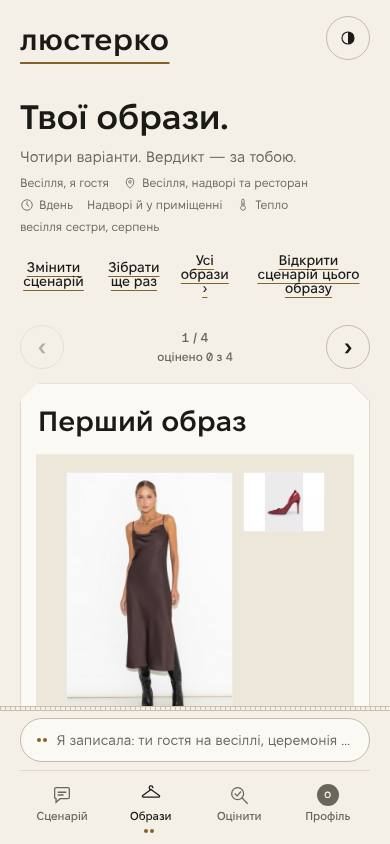 люстерко
Твої образи.
Чотири варіанти. Вердикт — за тобою.
Весілля, я гостя Весілля, надворі та ресторан
Вдень Надворі й у приміщенні Тепло
весілля сестри, серпень
Змінити сценарій
Зібрати ще раз
Усі образи ›
Відкрити сценарій цього образу
‹
1 / 4
оцінено 0 з 4
›
Перший образ
Я записала: ти гостя на весіллі, церемонія ...
Сценарій
Образи
Оцінити
О
Профіль